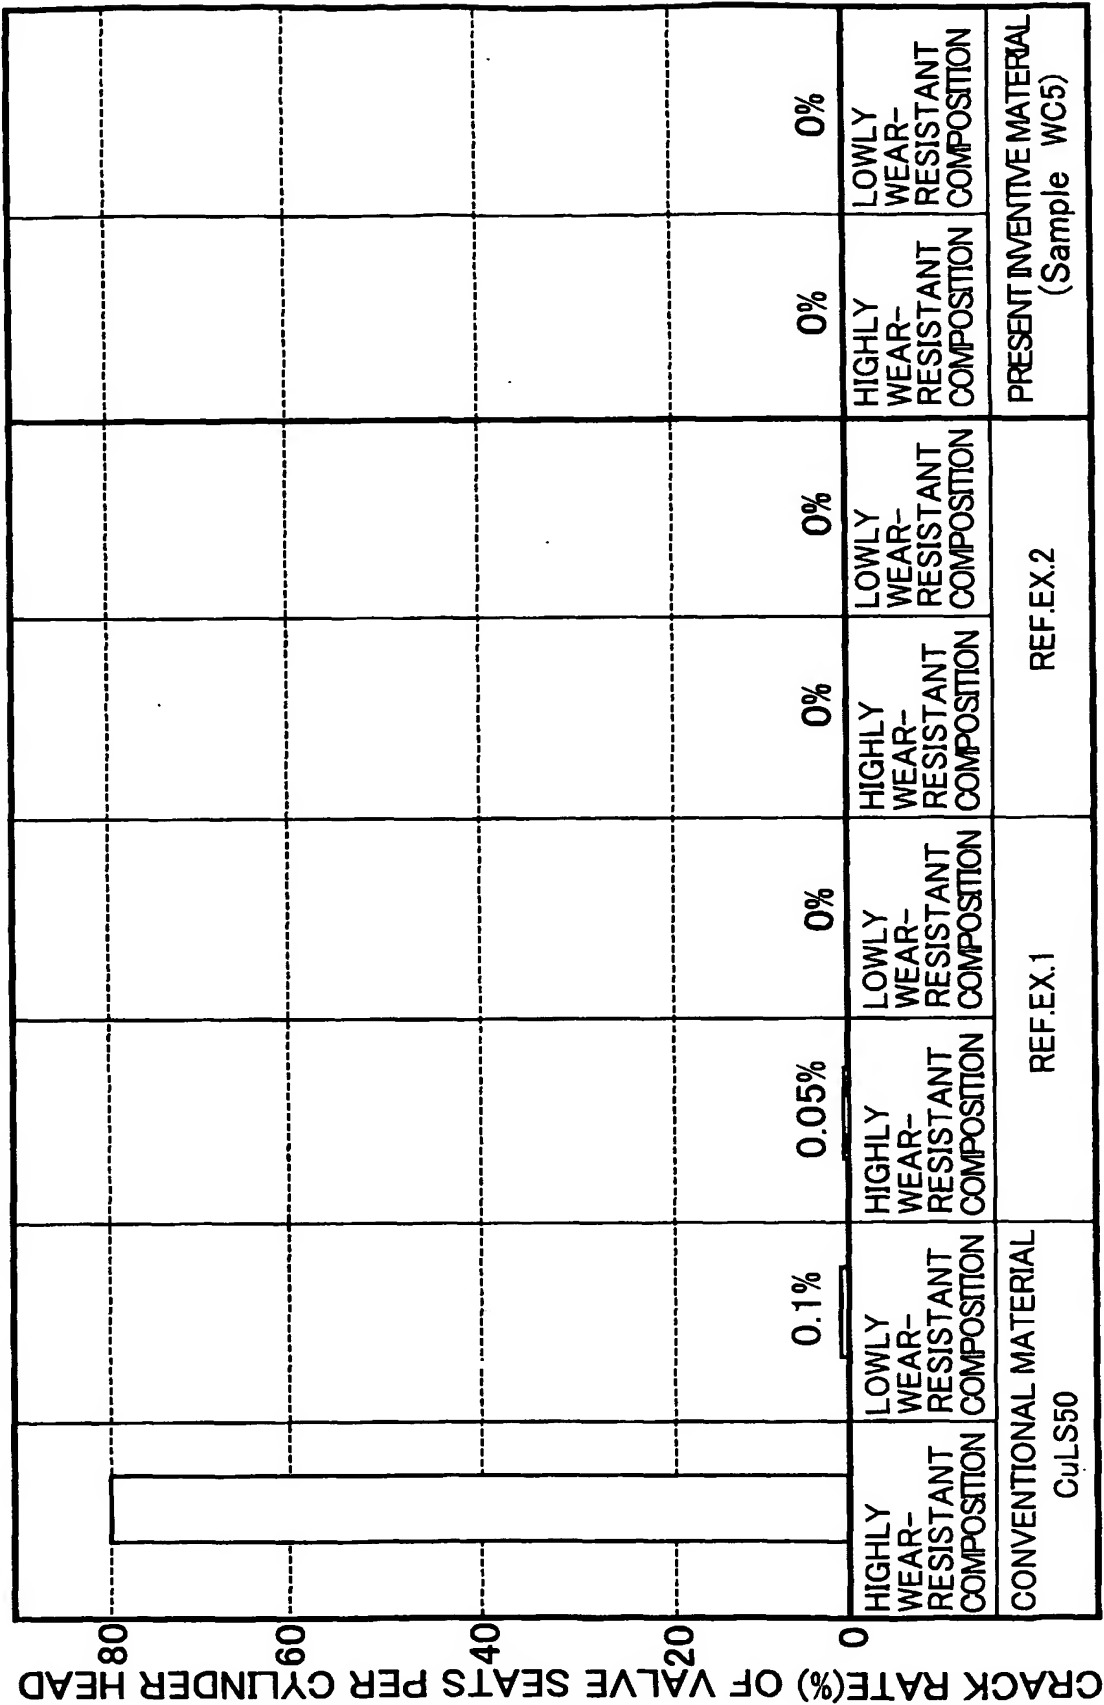 CRACK RATE(%) OF VALVE SEATS PER CYLINDER HEAD
80
60
40
20
0
0.1%
0.05%
0%
0%
0%
0%
0%
HIGHLY
WEAR-
RESISTANT
COMPOSITION
LOWLY
WEAR-
RESISTANT
COMPOSITION
HIGHLY
WEAR-
RESISTANT
COMPOSITION
LOWLY
WEAR-
RESISTANT
COMPOSITION
HIGHLY
WEAR-
RESISTANT
COMPOSITION
LOWLY
WEAR-
RESISTANT
COMPOSITION
HIGHLY
WEAR-
RESISTANT
COMPOSITION
LOWLY
WEAR-
RESISTANT
COMPOSITION
CONVENTIONAL MATERIAL
CuLS50
REF.EX.1
REF.EX.2
PRESENT INVENTIVE MATERIAL
(Sample WC5)